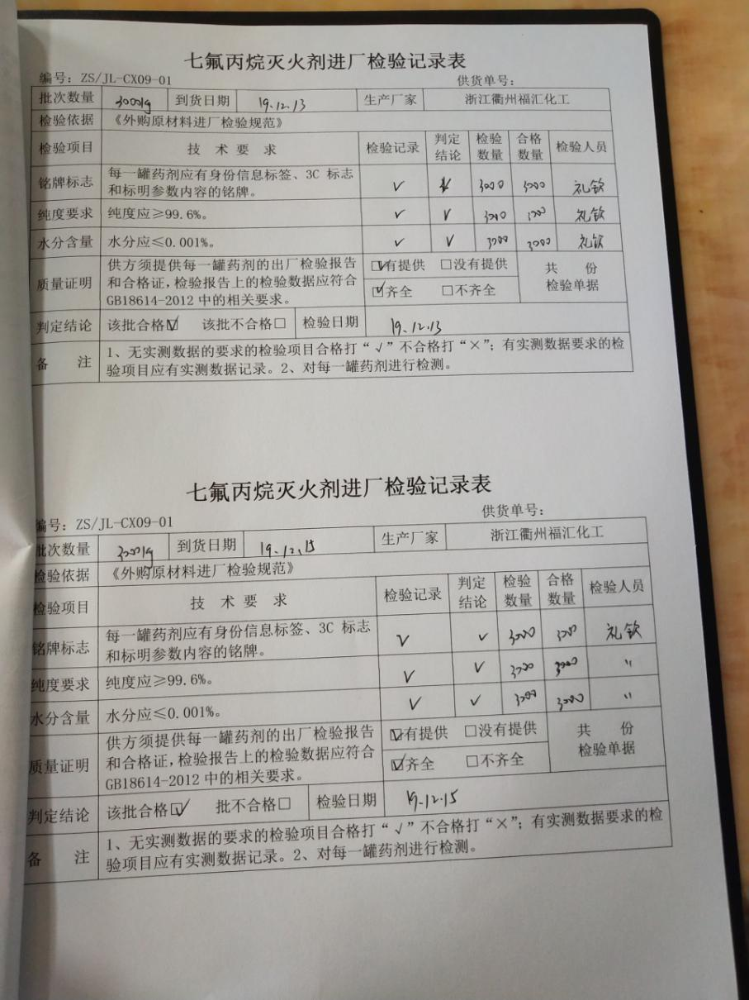 七氟丙烷灭火剂进厂检验记录表
编号：ZS/JL-CX09-01 供货单号：
批次数量 3000kg 到货日期 19.12.13 生产厂家 浙江衢州福汇化工
检验依据 《外购原材料进厂检验规范》
检验项目 技 术 要 求 检验记录 判定结论 检验数量 合格数量 检验人员
铭牌标志 每一罐药剂应有身份信息标签、3C 标志和标明参数内容的铭牌。 √ √ 3000 3000 礼钦
纯度要求 纯度应≥99.6%。 √ √ 3000 3000 礼钦
水分含量 水分应≤0.001%。 √ √ 3000 3000 礼钦
质量证明 供方须提供每一罐药剂的出厂检验报告和合格证，检验报告上的检验数据应符合GB18614-2012 中的相关要求。 ☑有提供 □没有提供 共 份
☑齐全 □不齐全 检验单据
判定结论 该批合格☑ 该批不合格□ 检验日期 19.12.13
备 注 1、无实测数据的要求的检验项目合格打“√”不合格打“×”；有实测数据要求的检
验项目应有实测数据记录。2、对每一罐药剂进行检测。
七氟丙烷灭火剂进厂检验记录表
编号：ZS/JL-CX09-01 供货单号：
批次数量 3000kg 到货日期 19.12.15 生产厂家 浙江衢州福汇化工
检验依据 《外购原材料进厂检验规范》
检验项目 技 术 要 求 检验记录 判定结论 检验数量 合格数量 检验人员
铭牌标志 每一罐药剂应有身份信息标签、3C 标志和标明参数内容的铭牌。 √ √ 3000 3000 礼钦
纯度要求 纯度应≥99.6%。 √ √ 3000 3000 〃
水分含量 水分应≤0.001%。 √ √ 3000 3000 〃
质量证明 供方须提供每一罐药剂的出厂检验报告和合格证，检验报告上的检验数据应符合GB18614-2012 中的相关要求。 ☑有提供 □没有提供 共 份
☑齐全 □不齐全 检验单据
判定结论 该批合格☑ 批不合格□ 检验日期 19.12.15
备 注 1、无实测数据的要求的检验项目合格打“√”不合格打“×”；有实测数据要求的检
验项目应有实测数据记录。2、对每一罐药剂进行检测。